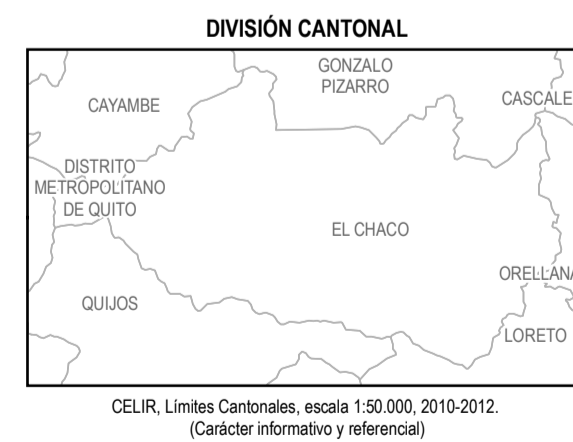 DIVISIÓN CANTONAL
GONZALO
PIZARRO
CAYAMBE
CASCALE
DISTRITO
METROPOLITANO
DE QUITO
EL CHACO
ORELLANA
QUIJOS
LORETO
CELIR, Límites Cantonales, escala 1:50.000, 2010-2012.
(Carácter informativo y referencial)